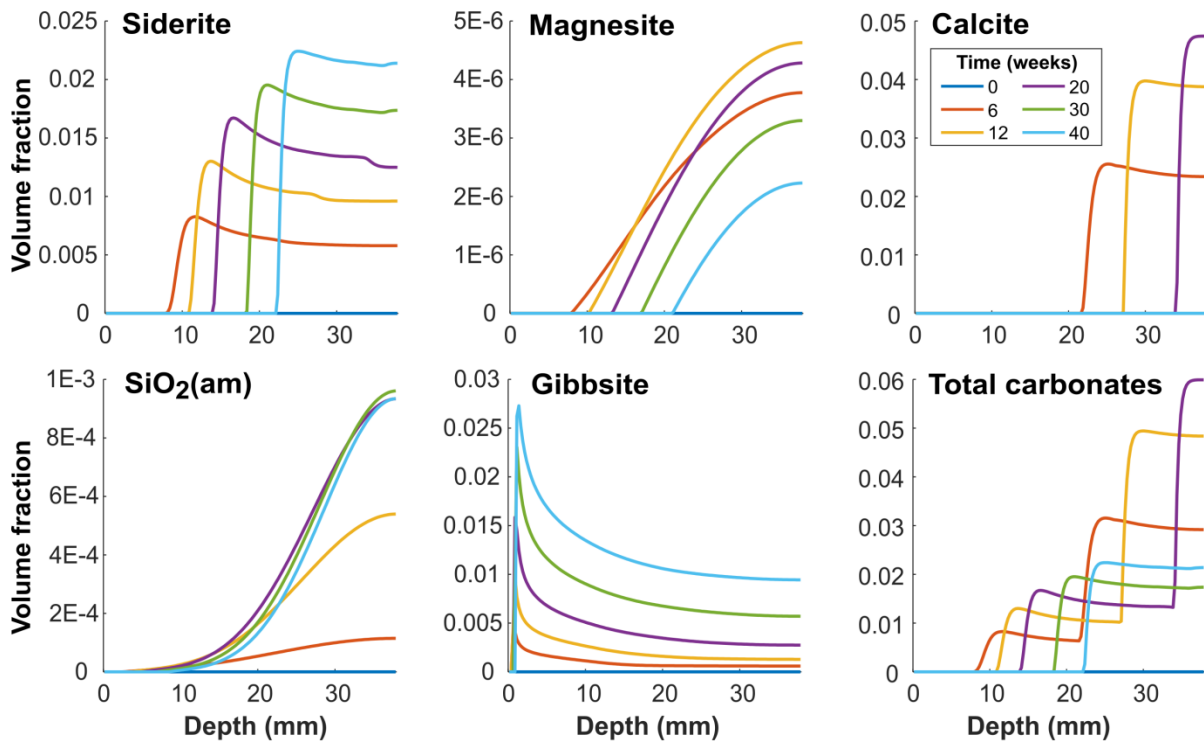 Siderite
Magnesite
Calcite
Volume fraction
0.025
0.02
0.015
0.01
0.005
0
0 10 20 30
5E-6
4E-6
3E-6
2E-6
1E-6
0
0 10 20 30
0.05
0.04
0.03
0.02
0.01
0
0 10 20 30
Time (weeks)
0 20
6 30
12 40
SiO2(am)
Gibbsite
Total carbonates
Volume fraction
1E-3
8E-4
6E-4
4E-4
2E-4
0
0 10 20 30
Depth (mm)
0.03
0.025
0.02
0.015
0.01
0.005
0
0 10 20 30
Depth (mm)
0.06
0.05
0.04
0.03
0.02
0.01
0
0 10 20 30
Depth (mm)